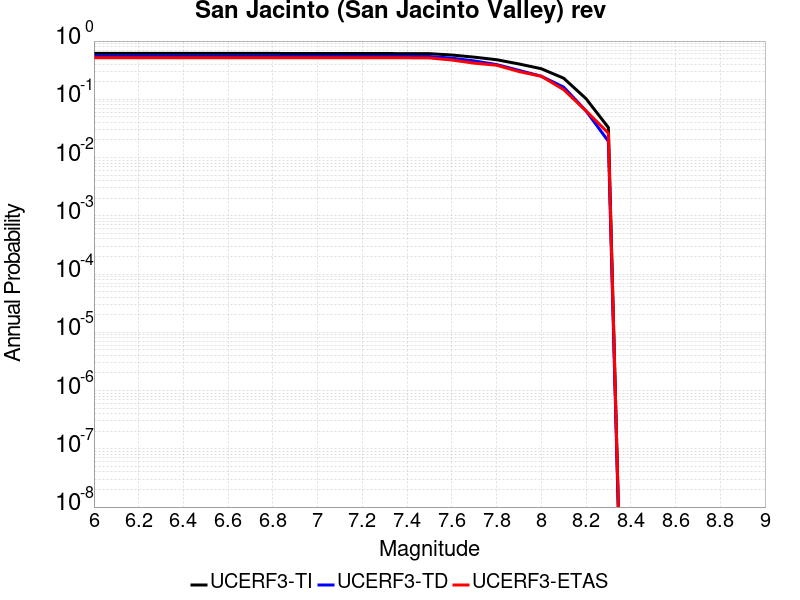 San Jacinto (San Jacinto Valley) rev
Annual Probability
10^0
10^-1
10^-2
10^-3
10^-4
10^-5
10^-6
10^-7
10^-8
6 6.2 6.4 6.6 6.8 7 7.2 7.4 7.6 7.8 8 8.2 8.4 8.6 8.8 9
Magnitude
UCERF3-TI UCERF3-TD UCERF3-ETAS